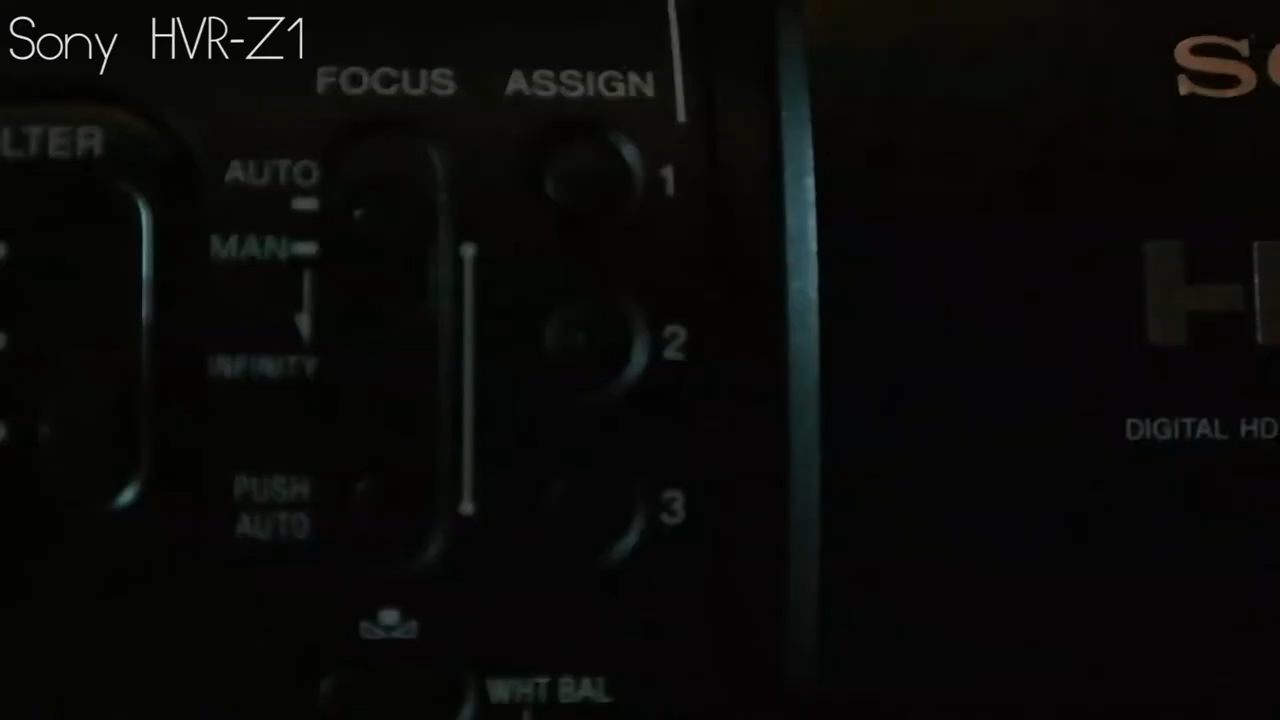 Sony HVR-Z1
FOCUS
ASSIGN
LTER
AUTO
1
MAN
2
INFINITY
PUSH
AUTO
3
WHT BAL
DIGITAL HD